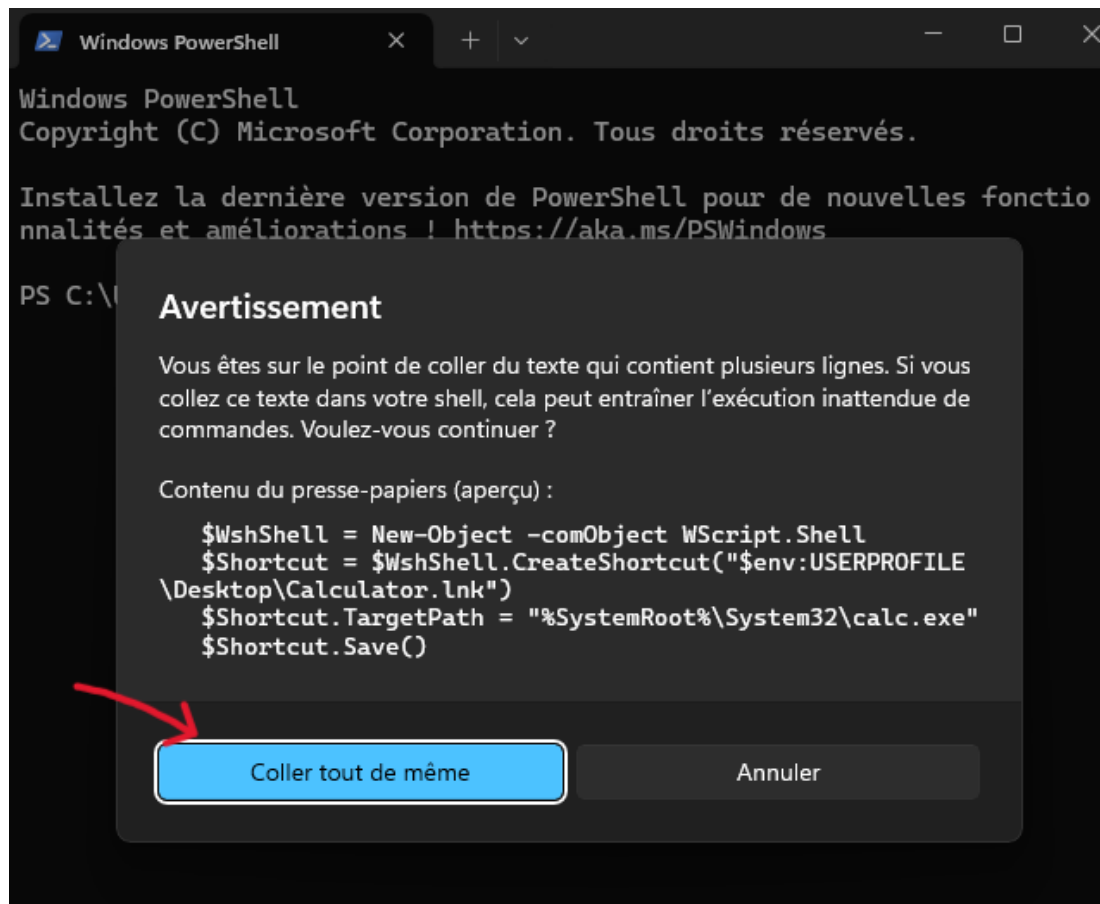 Windows PowerShell
Windows PowerShell
Copyright (C) Microsoft Corporation. Tous droits réservés.
Installez la dernière version de PowerShell pour de nouvelles fonctio
nnalités et améliorations ! https://aka.ms/PSWindows
PS C:\
Avertissement
Vous êtes sur le point de coller du texte qui contient plusieurs lignes. Si vous
collez ce texte dans votre shell, cela peut entraîner l’exécution inattendue de
commandes. Voulez-vous continuer ?
Contenu du presse-papiers (aperçu) :
$WshShell = New-Object -comObject WScript.Shell
$Shortcut = $WshShell.CreateShortcut("$env:USERPROFILE
\Desktop\Calculator.lnk")
$Shortcut.TargetPath = "%SystemRoot%\System32\calc.exe"
$Shortcut.Save()
Coller tout de même
Annuler